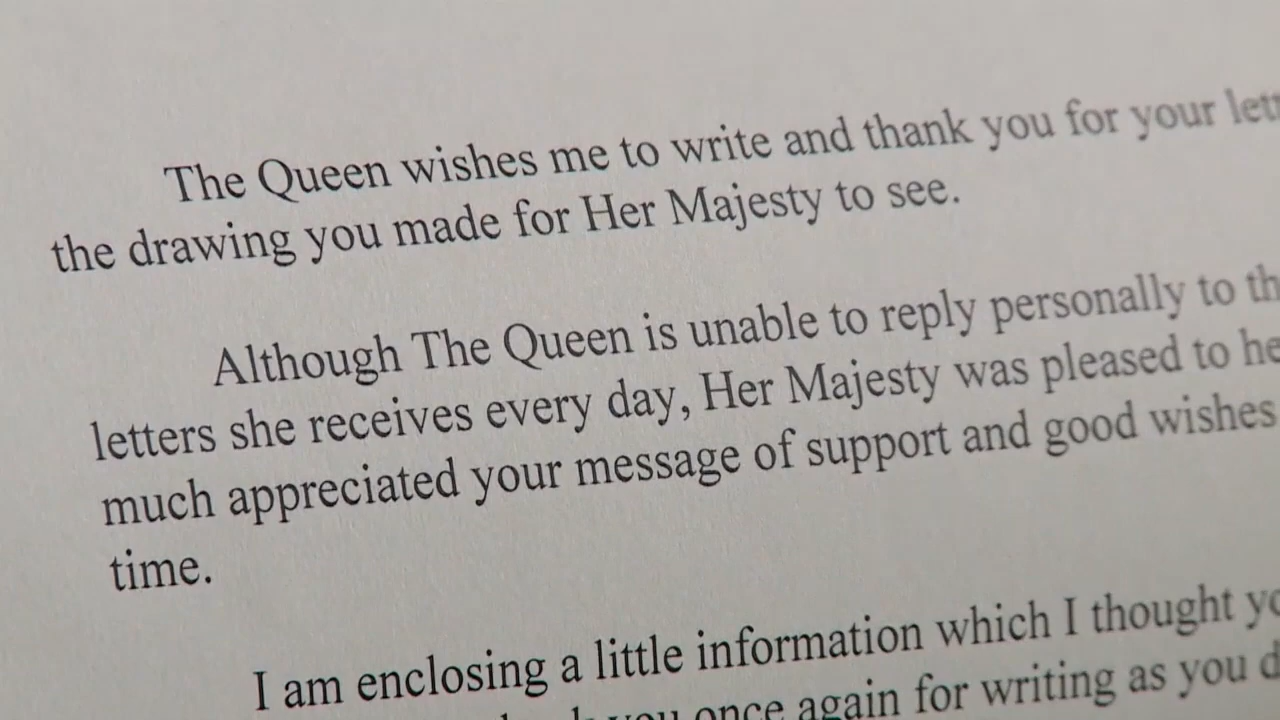 The Queen wishes me to write and thank you for your lett
the drawing you made for Her Majesty to see.
Although The Queen is unable to reply personally to th
letters she receives every day, Her Majesty was pleased to he
much appreciated your message of support and good wishes
time.
I am enclosing a little information which I thought yo
you once again for writing as you d